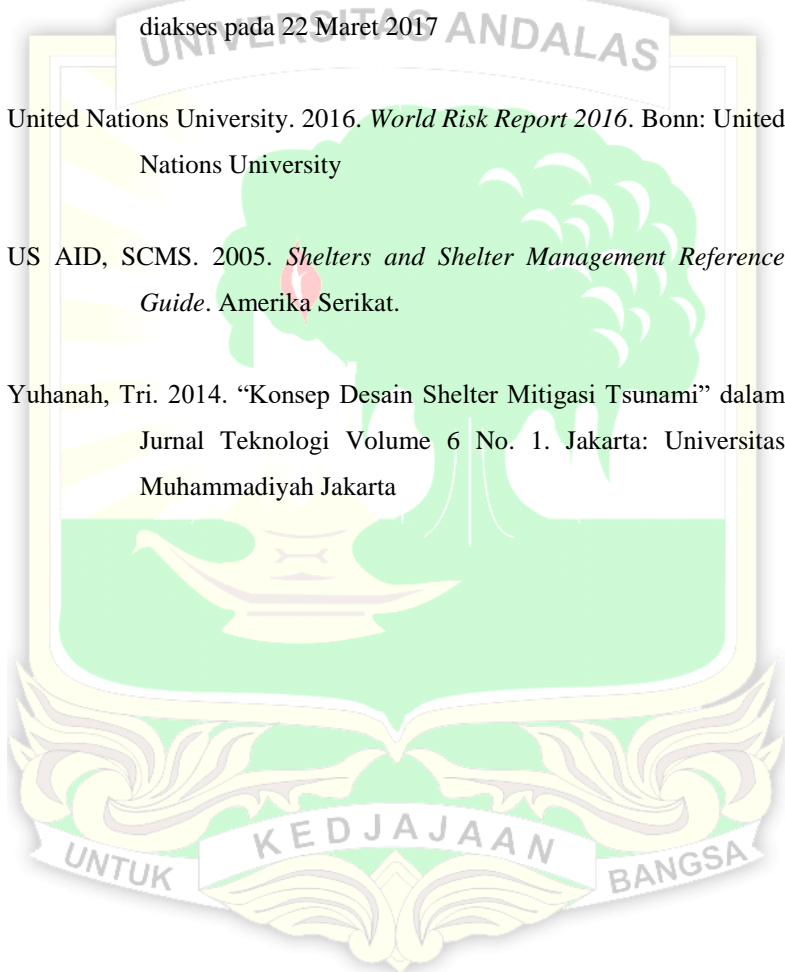 diakses pada 22 Maret 2017
UNIVERSITAS ANDALAS
United Nations University. 2016. World Risk Report 2016. Bonn: United
Nations University
US AID, SCMS. 2005. Shelters and Shelter Management Reference
Guide. Amerika Serikat.
Yuhanah, Tri. 2014. “Konsep Desain Shelter Mitigasi Tsunami” dalam
Jurnal Teknologi Volume 6 No. 1. Jakarta: Universitas
Muhammadiyah Jakarta
UNTUK KEDJAJAAN BANGSA